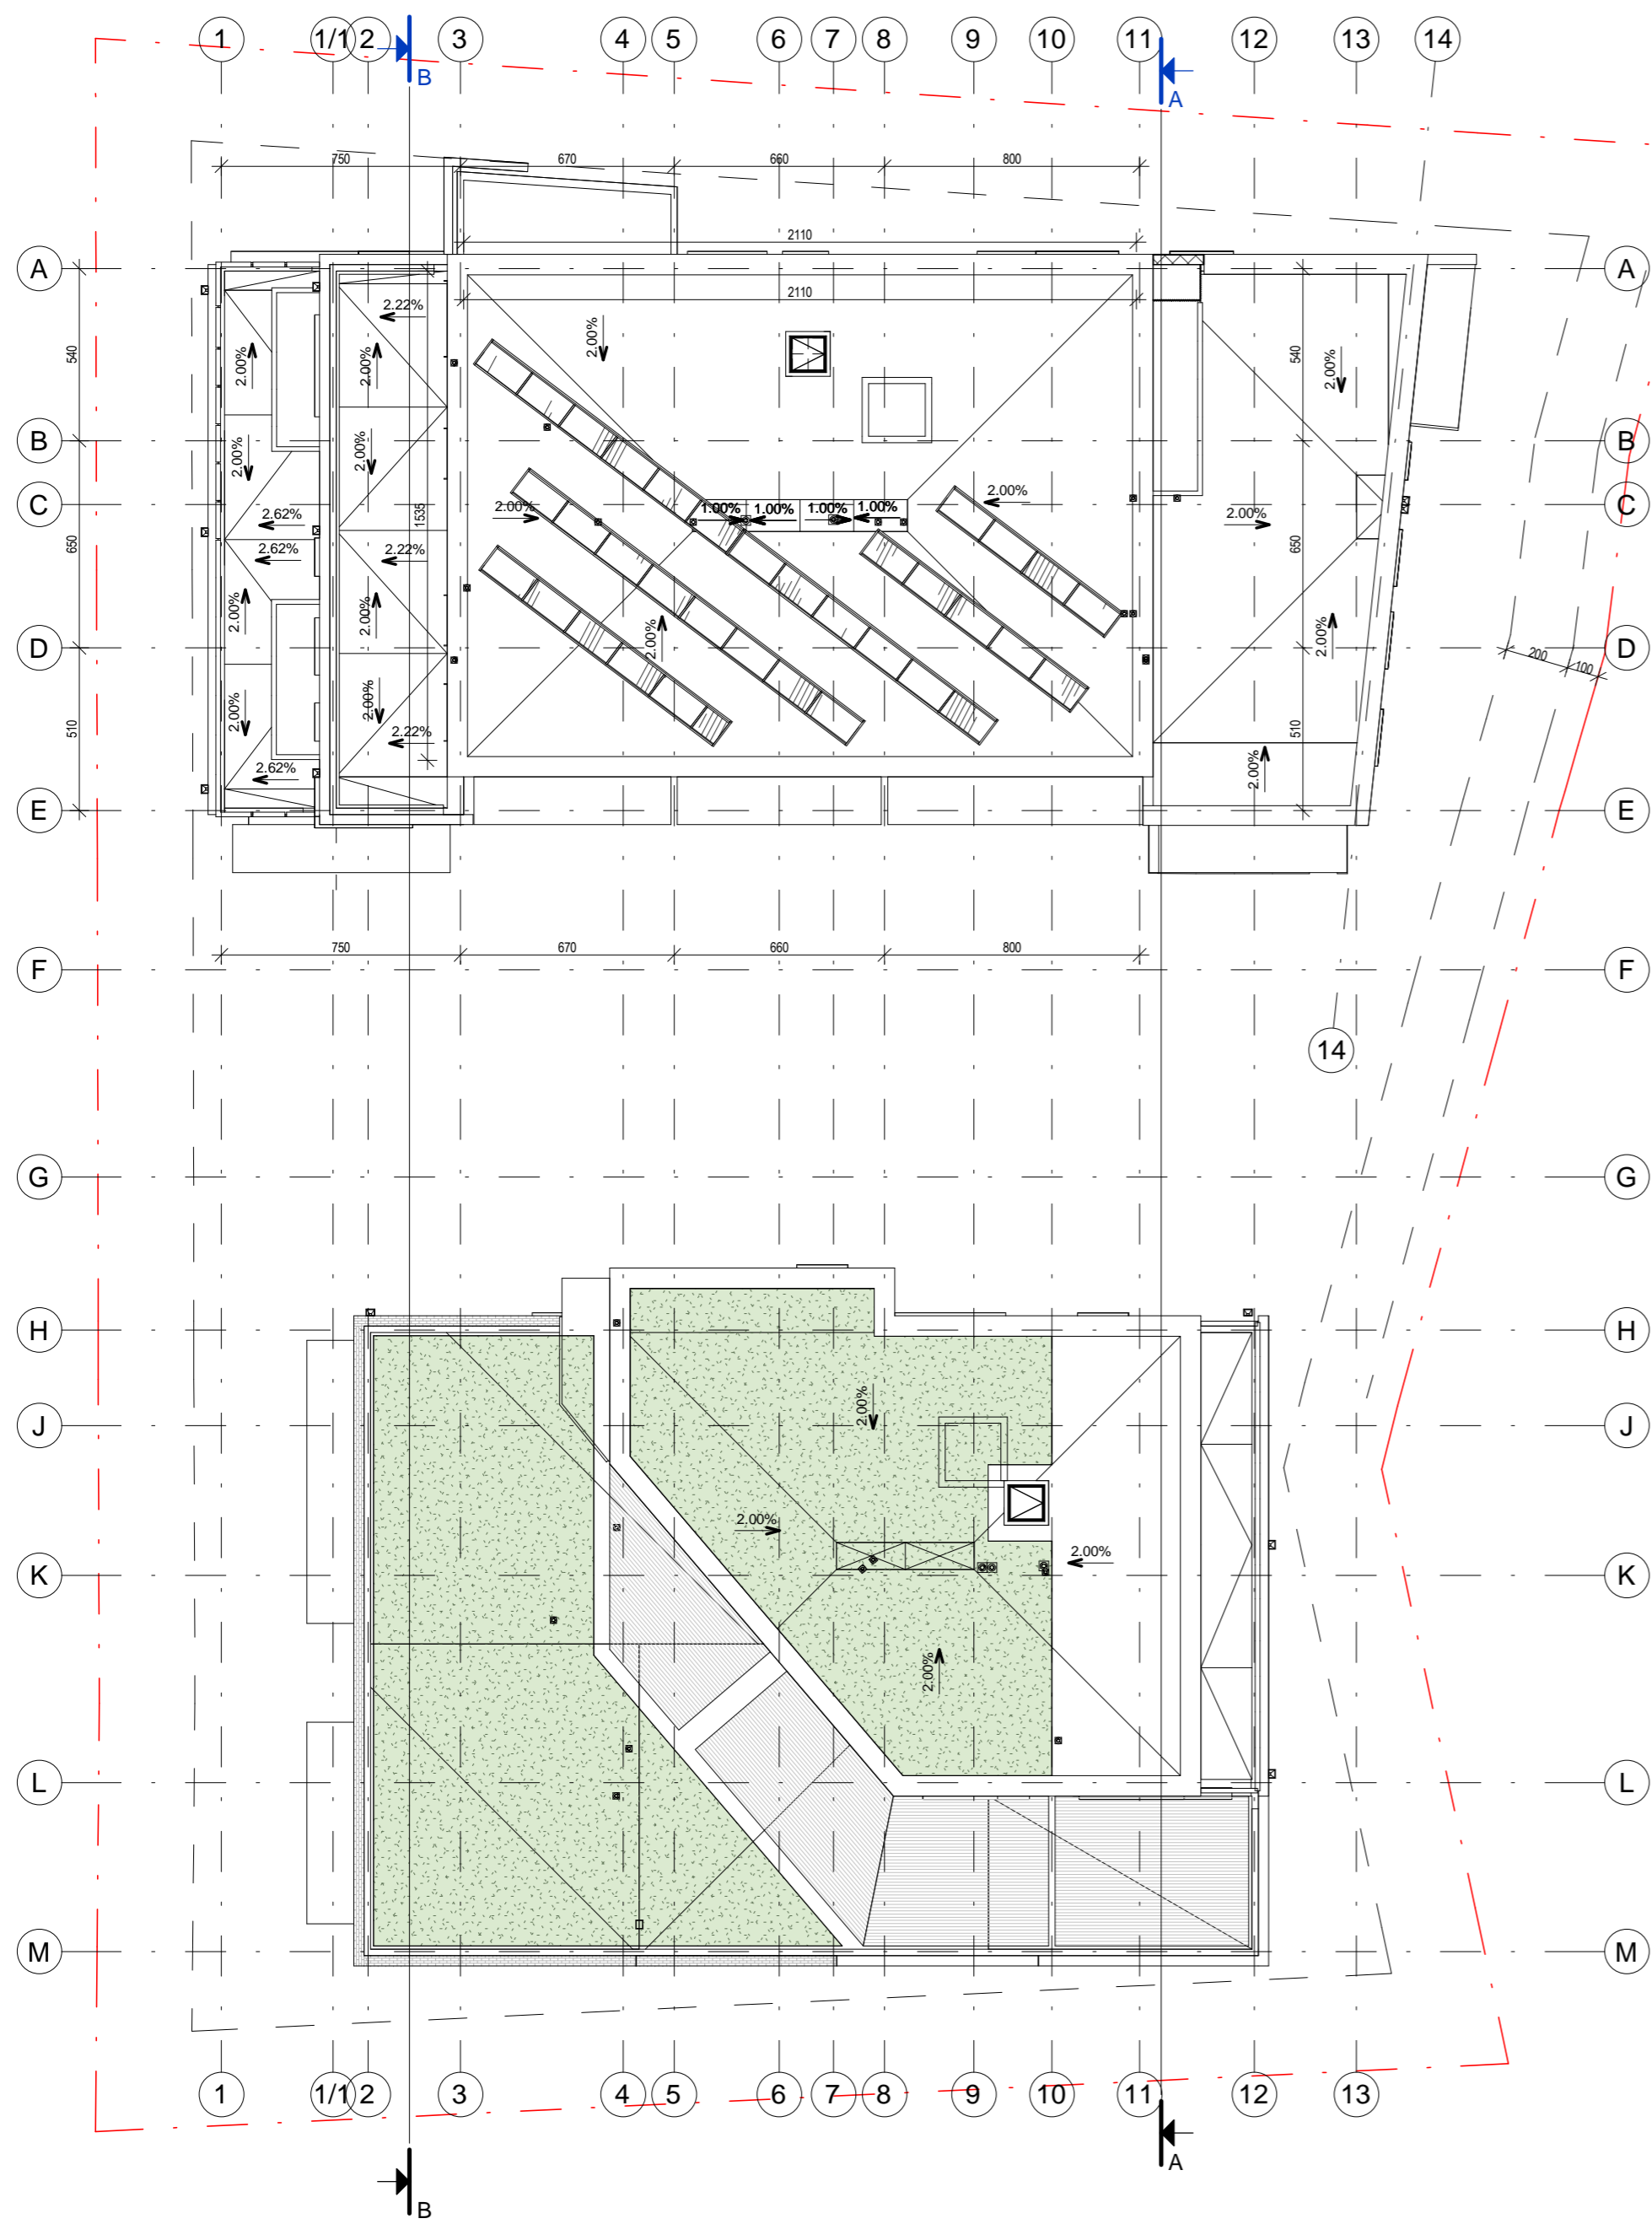 1 1/1 2 3 4 5 6 7 8 9 10 11 12 13 14
B A
750 670 660 800
2110
A A
2110
2.22%
2.00% 2.00% 2.00% 2.00%
540 540
B B
2.00% 2.00%
1535
C 2.00% 1.00% 1.00% 1.00% 1.00% 2.00% 2.00% C
2.62%
2.62% 2.22%
650 650
2.00% 2.00% 2.00% 2.00%
D D
200 100
2.00% 2.00%
510 510
2.22%
2.62% 2.00%
E E
750 670 660 800
F F
14
G G
H H
2.00%
J J
2.00%
2.00%
K K
2.00%
L L
M M
1 1/1 2 3 4 5 6 7 8 9 10 11 12 13
A
B